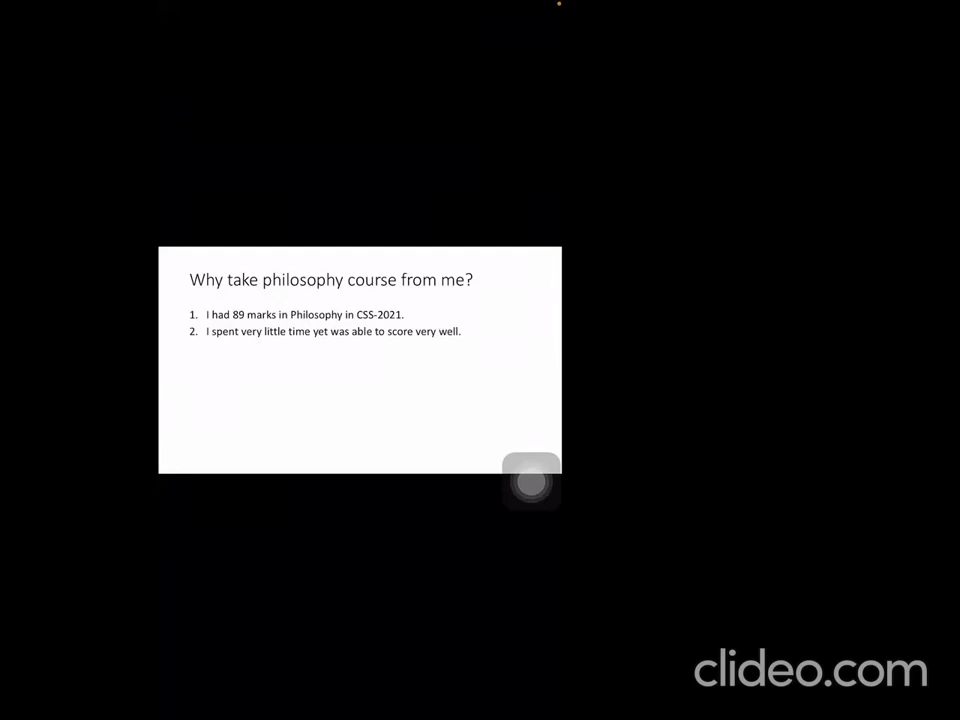 Why take philosophy course from me?
1. I had 89 marks in Philosophy in CSS-2021.
2. I spent very little time yet was able to score very well.
clideo.com